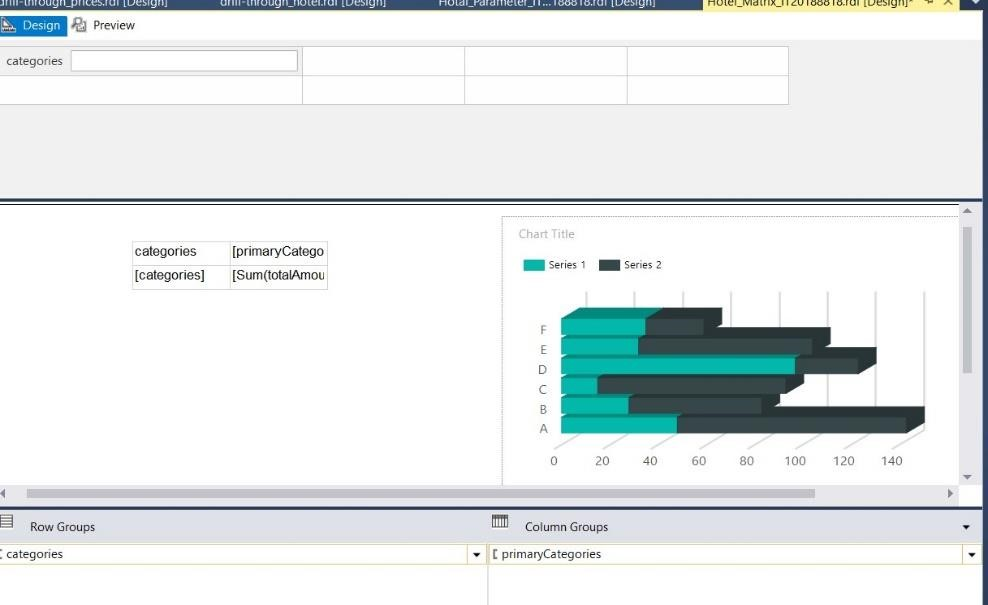 drill-through_prices.rdl [Design] drill-through_hotel.rdl [Design] Hotal_Parameter_IT...188818.rdl [Design] Hotel_Matrix_IT20188818.rdl [Design]*
Design Preview
categories
categories [primaryCatego
[categories] [Sum(totalAmou
Chart Title
Series 1 Series 2
F
E
D
C
B
A
0 20 40 60 80 100 120 140
Row Groups Column Groups
[ categories [ primaryCategories